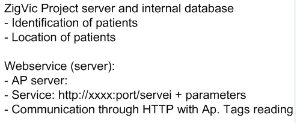 ZigVic Project server and internal database
- Identification of patients
- Location of patients
Webservice (server):
- AP server:
- Service: http://xxxx:port/servei + parameters
- Communication through HTTP with Ap. Tags reading